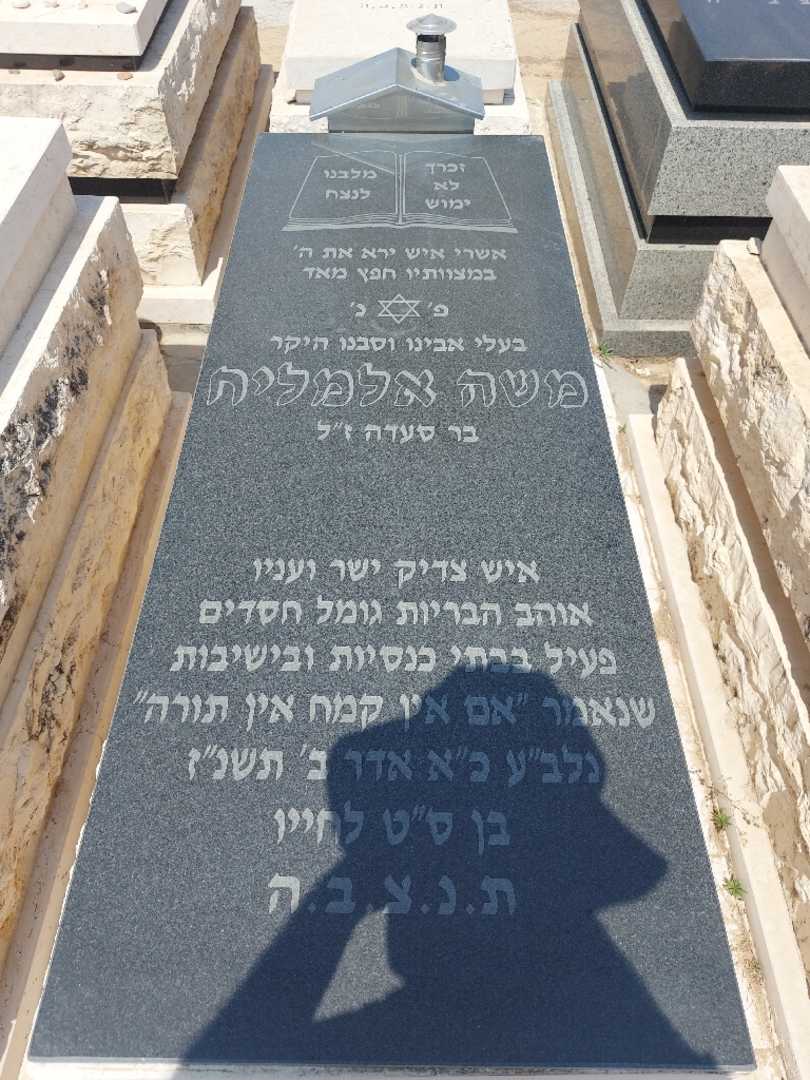 זכרך
לא
ימוש
מלבנו
לנצח
אשרי איש ירא את ה'
במצוותיו חפץ מאד
פ' נ'
בעלי אבינו וסבנו היקר
משה אלמליח
בר סעדה ז"ל
איש צדיק ישר ועניו
אוהב הבריות גומל חסדים
פעיל בבתי כנסיות ובישיבות
שנאמר "אם אין קמח אין תורה"
נלב"ע כ"א אדר ב' תשנ"ז
בן ס"ט לחייו
ת.נ.צ.ב.ה